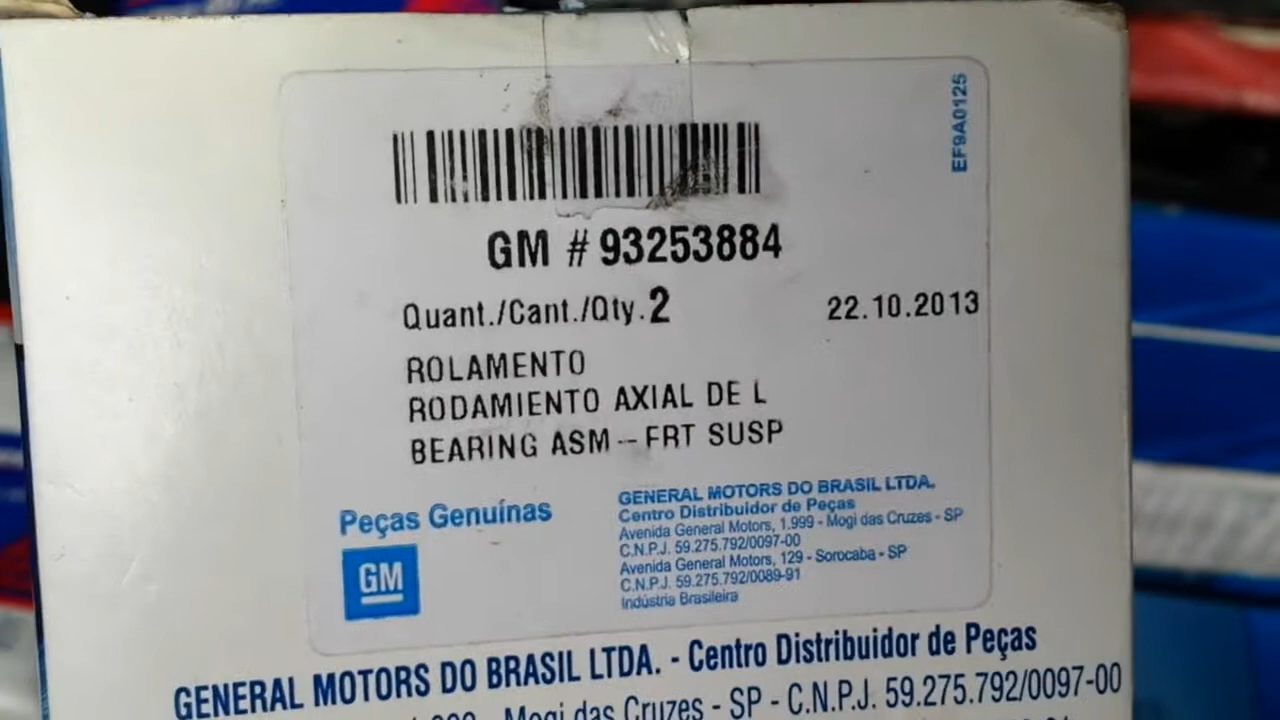 EF9A0125
GM # 93253884
Quant./Cant./Qty. 2
22.10.2013
ROLAMENTO
RODAMIENTO AXIAL DE L
BEARING ASM -- FRT SUSP
Peças Genuínas
GM
GENERAL MOTORS DO BRASIL LTDA.
Centro Distribuidor de Peças
Avenida General Motors, 1.999 - Mogi das Cruzes - SP
C.N.P.J. 59.275.792/0097-00
Avenida General Motors, 129 - Sorocaba - SP
C.N.P.J. 59.275.792/0089-91
Indústria Brasileira
GENERAL MOTORS DO BRASIL LTDA. - Centro Distribuidor de Peças
Mogi das Cruzes - SP - C.N.P.J. 59.275.792/0097-00